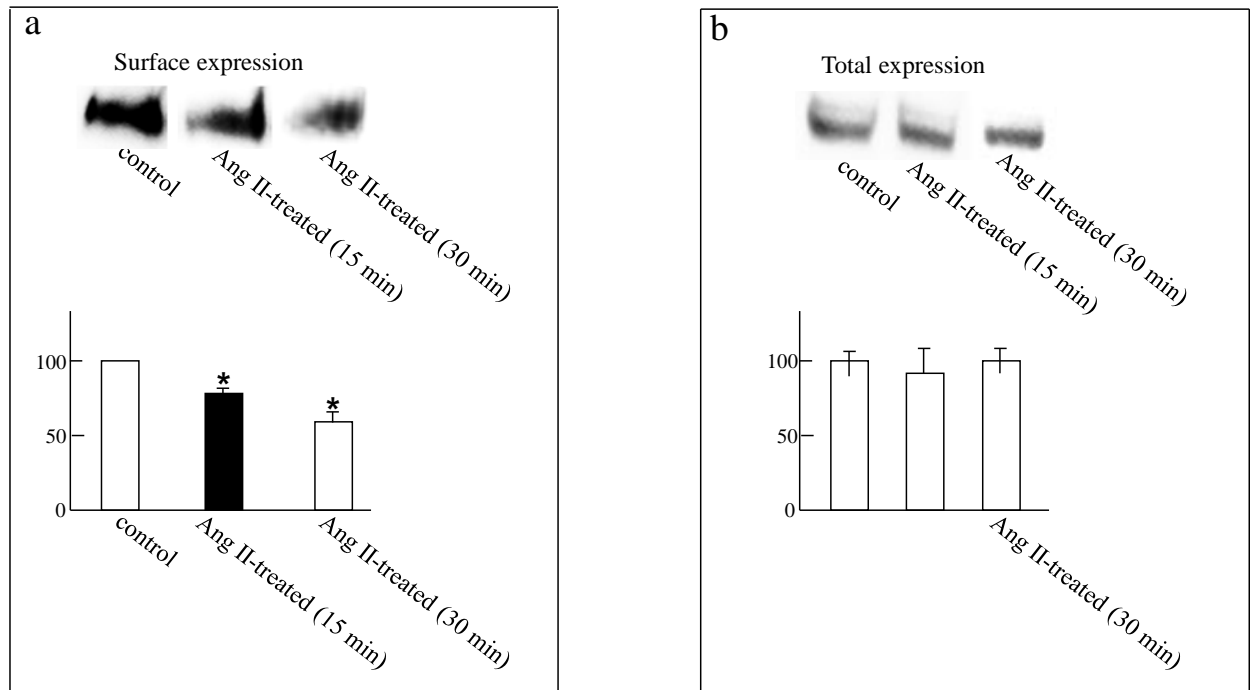 a
Surface expression
control
Ang II-treated (15 min)
Ang II-treated (30 min)
100
*
*
50
0
control
Ang II-treated (15 min)
Ang II-treated (30 min)
b
Total expression
control
Ang II-treated (15 min)
Ang II-treated (30 min)
100
50
0
Ang II-treated (30 min)